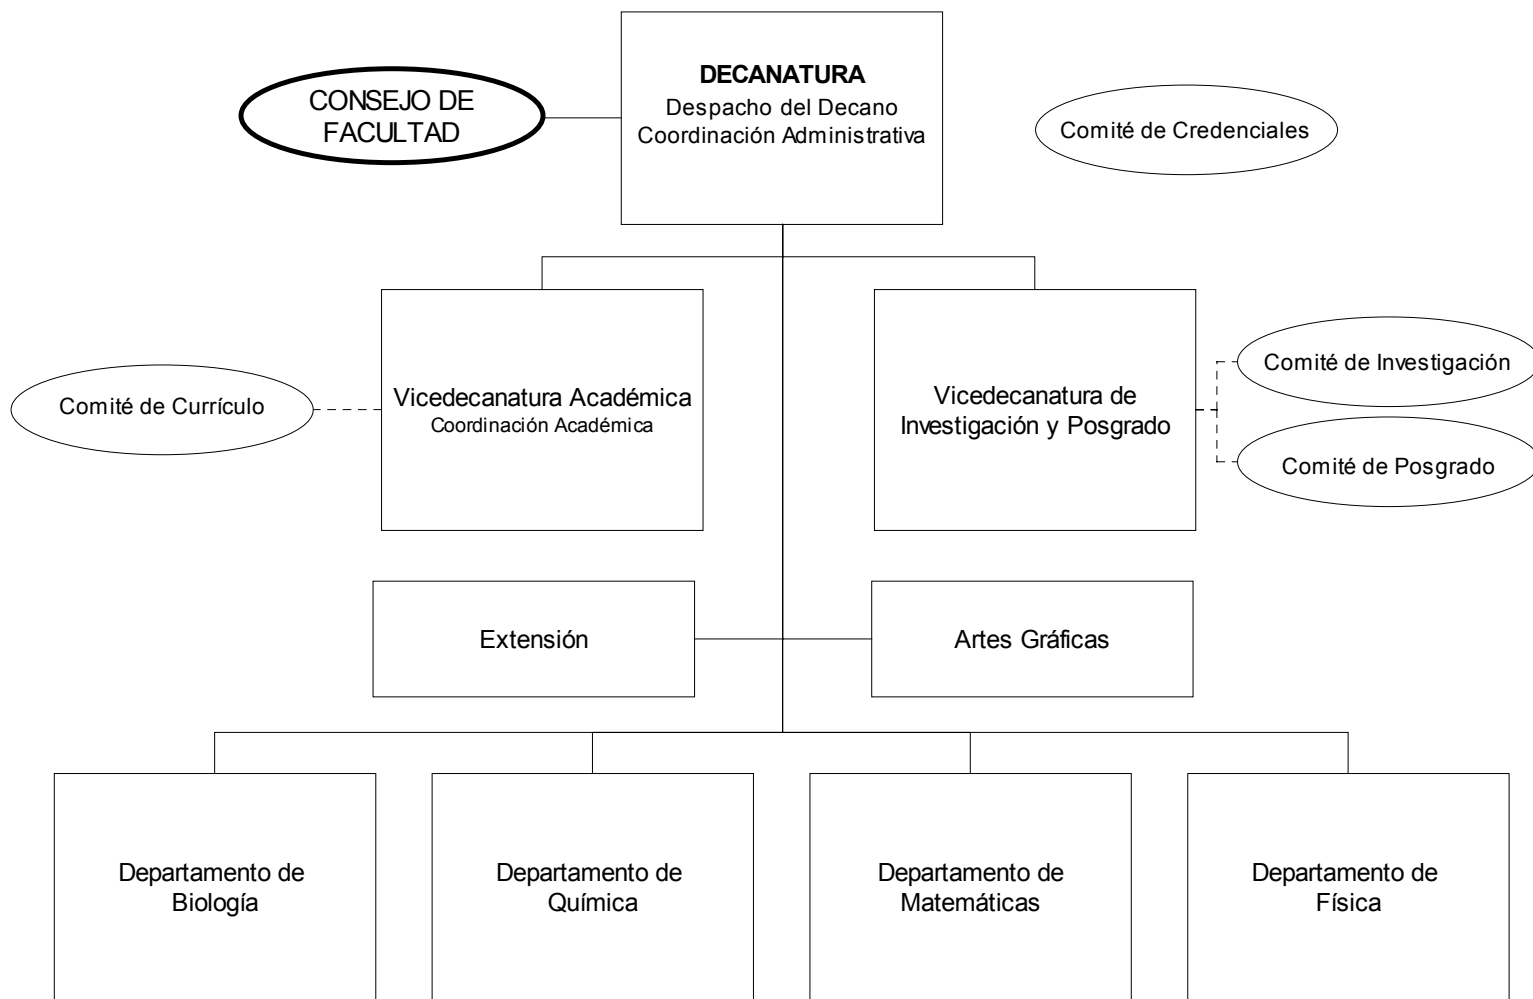 DECANATURA
Despacho del Decano
Coordinación Administrativa
CONSEJO DE
FACULTAD
Comité de Credenciales
Vicedecanatura Académica
Coordinación Académica
Vicedecanatura de
Investigación y Posgrado
Comité de Currículo
Comité de Investigación
Comité de Posgrado
Extensión
Artes Gráficas
Departamento de
Biología
Departamento de
Química
Departamento de
Matemáticas
Departamento de
Física